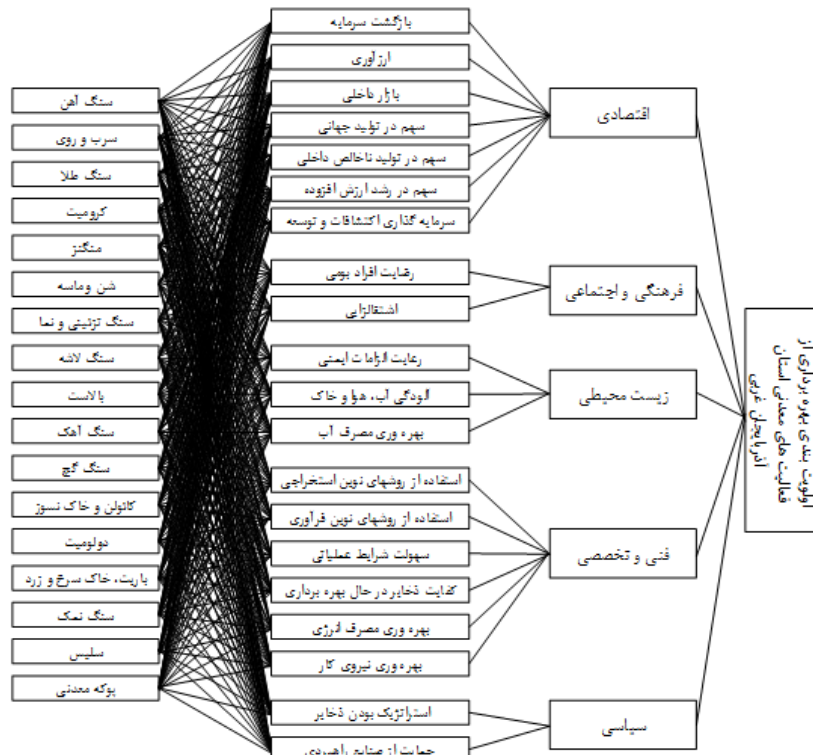 اولویت بندی بهره برداری از
فعالیت های معدنی استان
آذربایجان غربی
اقتصادی
فرهنگی و اجتماعی
زیست محیطی
فنی و تخصصی
سیاسی
بازگشت سرمایه
ارزآوری
بازار داخلی
سهم در تولید جهانی
سهم در تولید ناخالص داخلی
سهم در رشد ارزش افزوده
سرمایه گذاری اکتشافات و توسعه
رضایت افراد بومی
اشتغالزایی
رعایت الزامات ایمنی
آلودگی آب، هوا و خاک
بهره وری مصرف آب
استفاده از روشهای نوین استخراجی
استفاده از روشهای نوین فرآوری
سهولت شرایط عملیاتی
کفایت ذخایر در حال بهره برداری
بهره وری مصرف انرژی
بهره وری نیروی کار
استراتژیک بودن ذخایر
حمایت از صنایع راهبردی
سنگ آهن
سرب و روی
سنگ طلا
کرومیت
منگنز
شن وماسه
سنگ تزئینی و نما
سنگ لاشه
بالاست
سنگ آهک
سنگ گچ
کائولن و خاک نسوز
دولومیت
باریت، خاک سرخ و زرد
سنگ نمک
سلیس
پوکه معدنی